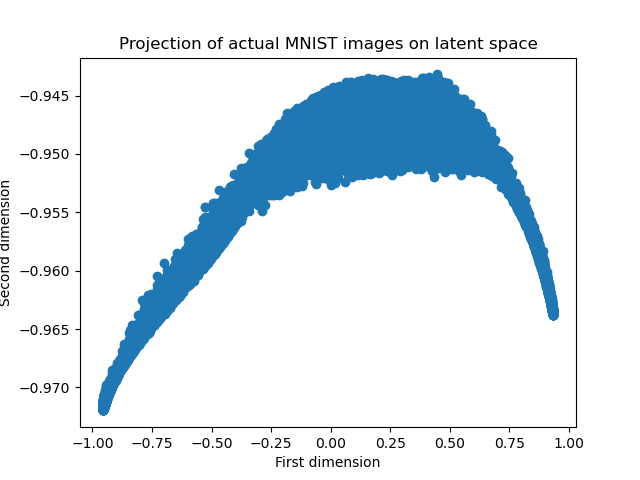 Projection of actual MNIST images on latent space
−0.945
−0.950
−0.955
−0.960
−0.965
−0.970
Second dimension
−1.00 −0.75 −0.50 −0.25 0.00 0.25 0.50 0.75 1.00
First dimension